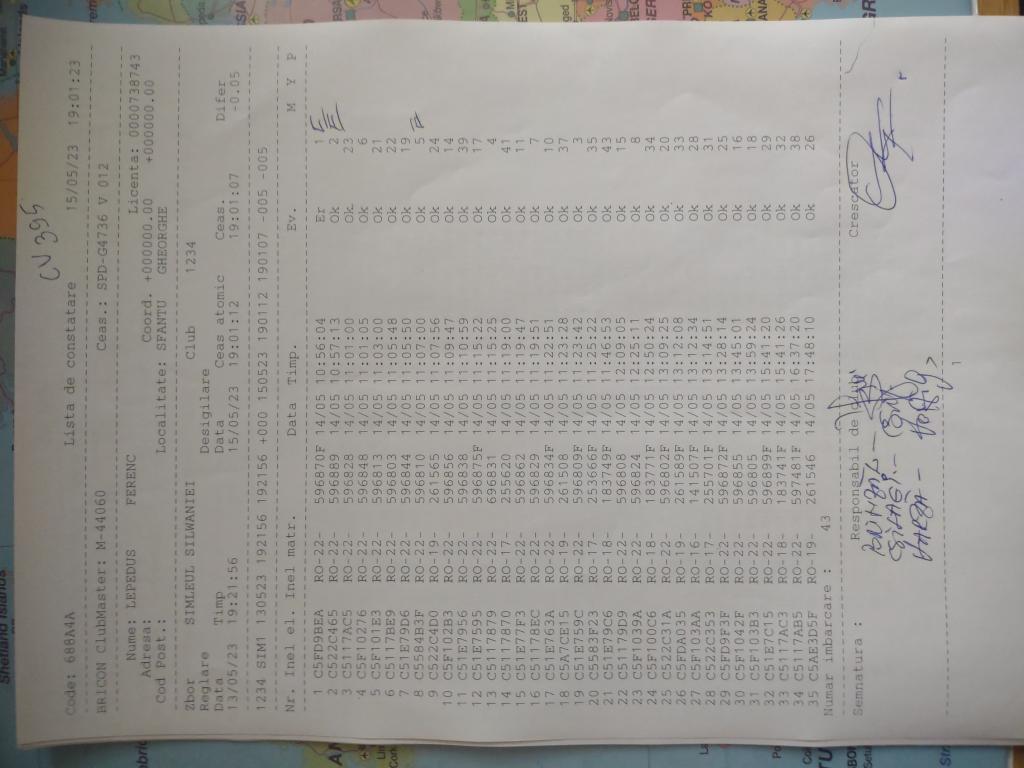 CV 395
Code: 688A4A Lista de constatare 15/05/23 19:01:23
BRICON ClubMaster: M-44060 Ceas.: SPD-G4736 V 012
Nume: LEPEDUS FERENC Licenta: 0000738743
Adresa: Coord. +000000.00 +000000.00
Cod Post.: Localitate: SFANTU GHEORGHE
Zbor SIMLEUL SILWANIEI Club 1234
Reglare Desigilare
Data Timp Data Ceas atomic Ceas. Difer
13/05/23 19:21:56 15/05/23 19:01:12 19:01:07 -0.05
1234 SIM1 130523 192156 192156 +000 150523 190112 190107 -005 -005
Nr. Inel el. Inel matr. Data Timp. Ev. M Y P
1 C5FD9BEA RO-22- 596870F 14/05 10:56:04 Er 1
2 C522C465 RO-22- 596885F 14/05 10:57:13 Ok 2
3 C5117AC5 RO-22- 596828 14/05 11:01:00 Ok 23
4 C5F10276 RO-22- 596848 14/05 11:01:05 Ok 6
5 C5F101E3 RO-22- 596813 14/05 11:03:00 Ok 21
6 C5117BE9 RO-22- 596803 14/05 11:03:48 Ok 22
7 C51E79D6 RO-22- 596844 14/05 11:05:50 Ok 19
8 C5584B3F RO-22- 596810 14/05 11:07:00 Ok 5
9 C522C4D0 RO-19- 261565 14/05 11:07:56 Ok 24
10 C5F102B3 RO-22- 596856 14/05 11:09:47 Ok 14
11 C51E7956 RO-22- 596838 14/05 11:11:59 Ok 39
12 C51E7595 RO-22- 596875F 14/05 11:15:22 Ok 17
13 C5117879 RO-22- 596831 14/05 11:17:25 Ok 4
14 C5117870 RO-17- 255620 14/05 11:19:00 Ok 41
15 C51E77F3 RO-22- 596862 14/05 11:19:47 Ok 11
16 C51178EC RO-22- 596829 14/05 11:19:51 Ok 7
17 C51E763A RO-22- 596834F 14/05 11:22:51 Ok 10
18 C5A7CE15 RO-19- 261508 14/05 11:23:28 Ok 37
19 C51E759C RO-22- 596809F 14/05 11:23:42 Ok 3
20 C5583F23 RO-17- 253666F 14/05 11:25:22 Ok 35
21 C51E79C6 RO-18- 183749F 14/05 11:46:53 Ok 43
22 C51179D9 RO-22- 596808 14/05 12:09:05 Ok 15
23 C5F1039A RO-22- 596824 14/05 12:25:11 Ok 8
24 C5F100C6 RO-18- 183771F 14/05 12:50:24 Ok 34
25 C522C31A RO-22- 596802F 14/05 13:09:25 Ok 20
26 C5FDA035 RO-19- 261589F 14/05 13:12:08 Ok 33
27 C5F103AA RO-16- 141507F 14/05 13:12:34 Ok 28
28 C522C353 RO-17- 255701F 14/05 13:14:51 Ok 31
29 C5FD9F3F RO-22- 596872F 14/05 13:28:14 Ok 25
30 C5F1042F RO-22- 596855 14/05 13:45:01 Ok 16
31 C5F103B3 RO-22- 596805 14/05 13:59:24 Ok 18
32 C51E7C15 RO-22- 596899F 14/05 15:41:20 Ok 29
33 C5117AC3 RO-18- 183741F 14/05 15:41:26 Ok 32
34 C5117AB5 RO-22- 597481F 14/05 16:37:20 Ok 38
35 C5AE3D5F RO-19- 261546 14/05 17:48:10 Ok 26
Numar imbarcare : 43
Semnatura : Responsabil de club Crescator
1